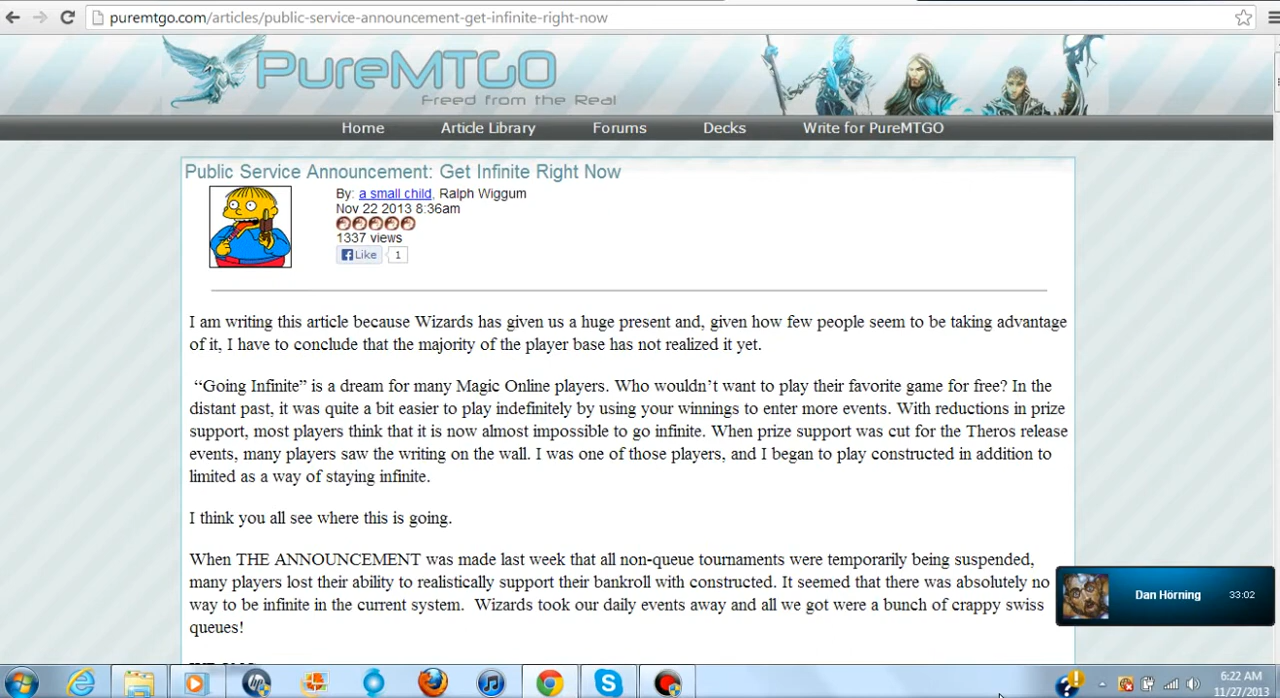 puremtgo.com/articles/public-service-announcement-get-infinite-right-now
PureMTGO
Freed from the Real
Home Article Library Forums Decks Write for PureMTGO
Public Service Announcement: Get Infinite Right Now
By: a small child, Ralph Wiggum
Nov 22 2013 8:36am
1337 views
Like 1
I am writing this article because Wizards has given us a huge present and, given how few people seem to be taking advantage
of it, I have to conclude that the majority of the player base has not realized it yet.
“Going Infinite” is a dream for many Magic Online players. Who wouldn’t want to play their favorite game for free? In the
distant past, it was quite a bit easier to play indefinitely by using your winnings to enter more events. With reductions in prize
support, most players think that it is now almost impossible to go infinite. When prize support was cut for the Theros release
events, many players saw the writing on the wall. I was one of those players, and I began to play constructed in addition to
limited as a way of staying infinite.
I think you all see where this is going.
When THE ANNOUNCEMENT was made last week that all non-queue tournaments were temporarily being suspended,
many players lost their ability to realistically support their bankroll with constructed. It seemed that there was absolutely no
way to be infinite in the current system. Wizards took our daily events away and all we got were a bunch of crappy swiss
queues!
Dan Horning 33:02
6:22 AM
11/27/2013